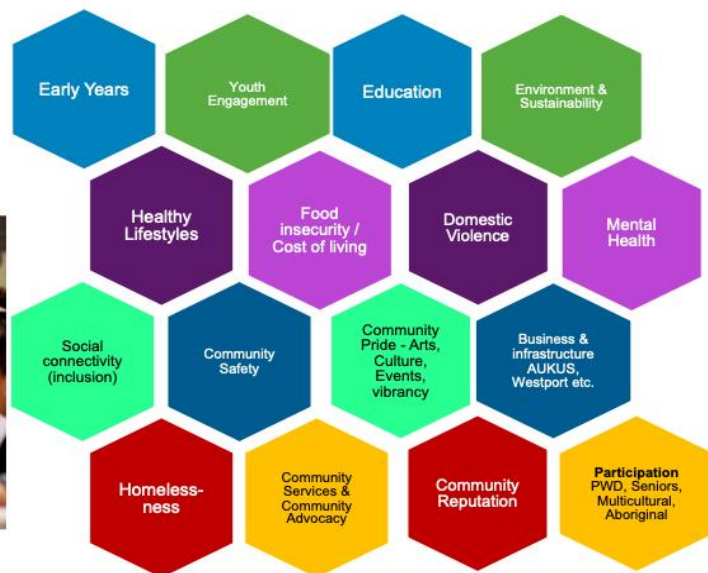 Early Years
Youth
Engagement
Education
Environment &
Sustainability
Healthy
Lifestyles
Food
insecurity /
Cost of living
Domestic
Violence
Mental
Health
Social
connectivity
(inclusion)
Community
Safety
Community
Pride - Arts,
Culture,
Events,
vibrancy
Business &
infrastructure
AUKUS,
Westport etc.
Homeless-
ness
Community
Services &
Community
Advocacy
Community
Reputation
Participation
PWD, Seniors,
Multicultural,
Aboriginal